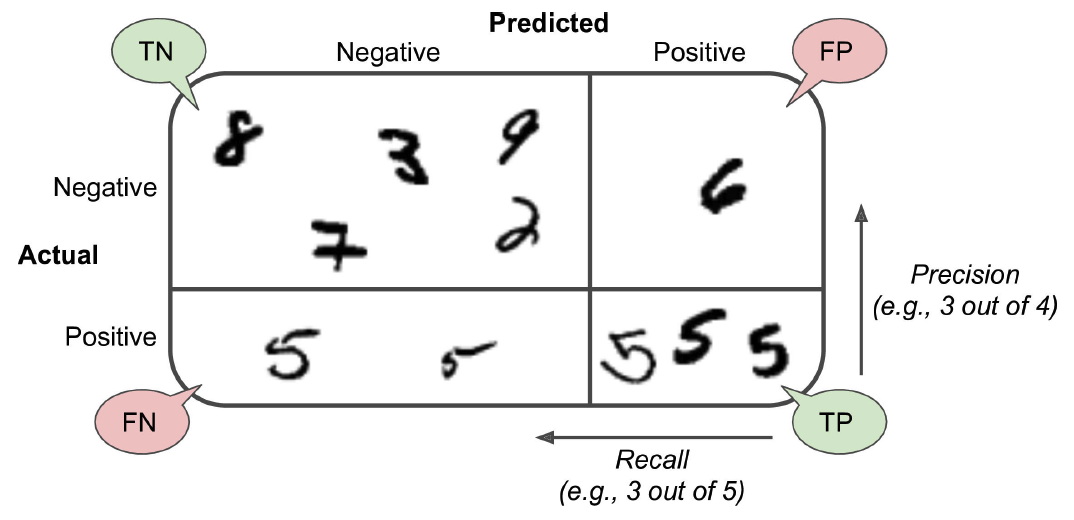 Predicted
TN
Negative
Positive
FP
8
3
9
Negative
6
7
2
Actual
Precision
(e.g., 3 out of 4)
Positive
5
5
5
5
5
FN
TP
Recall
(e.g., 3 out of 5)